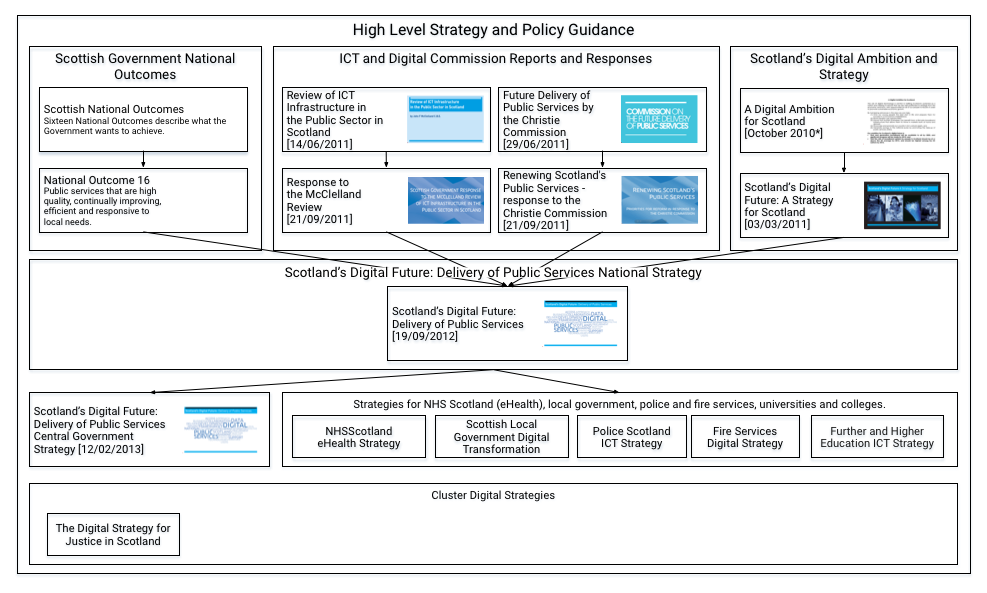 High Level Strategy and Policy Guidance
Scottish Government National
Outcomes
Scottish National Outcomes
Sixteen National Outcomes describe what the
Government wants to achieve.
National Outcome 16
Public services that are high
quality, continually improving,
efficient and responsive to
local needs.
ICT and Digital Commission Reports and Responses
Review of ICT
Infrastructure in
the Public Sector in
Scotland
[14/06/2011]
Review of ICT Infrastructure
in the Public Sector in Scotland
Future Delivery of
Public Services by
the Christie
Commission
[29/06/2011]
COMMISSION ON
THE FUTURE DELIVERY
OF PUBLIC SERVICES
Response to
the McClelland
Review
[21/09/2011]
SCOTTISH GOVERNMENT RESPONSE
TO THE MCCLELLAND REVIEW
OF ICT INFRASTRUCTURE IN THE
PUBLIC SECTOR IN SCOTLAND
Renewing Scotland's
Public Services -
response to the
Christie Commission
[21/09/2011]
RENEWING SCOTLAND'S
PUBLIC SERVICES
THE CHRISTIE COMMISSION
Scotland's Digital Ambition and
Strategy
A Digital Ambition
for Scotland
[October 2010*]
Scotland's Digital
Future: A Strategy
for Scotland
[03/03/2011]
Scotland's Digital Future: Delivery of Public Services National Strategy
Scotland's Digital Future:
Delivery of Public Services
[19/09/2012]
DATA
DIGITAL
PUBLIC
SERVICES
Scotland's Digital Future:
Delivery of Public Services
Central Government
Strategy [12/02/2013]
DATA
DIGITAL
PUBLIC
SERVICES
Strategies for NHS Scotland (eHealth), local government, police and fire services, universities and colleges.
NHSScotland
eHealth Strategy
Scottish Local
Government Digital
Transformation
Police Scotland
ICT Strategy
Fire Services
Digital Strategy
Further and Higher
Education ICT Strategy
Cluster Digital Strategies
The Digital Strategy for
Justice in Scotland